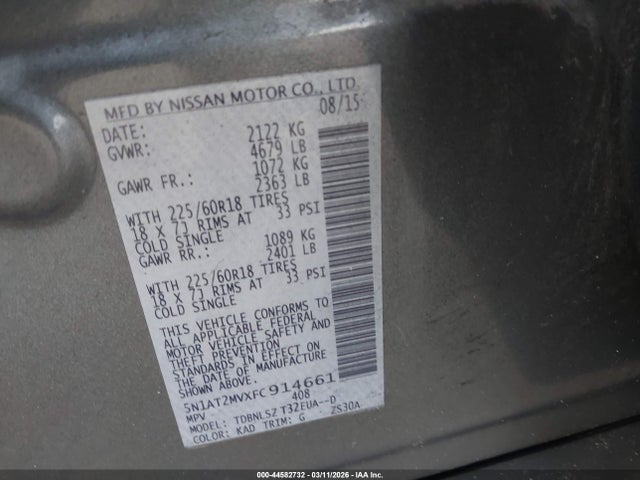 MFD BY NISSAN MOTOR CO., LTD.
DATE: 08/15
GVWR: 2122 KG
4679 LB
GAWR FR.: 1072 KG
2363 LB
WITH 225/60R18 TIRES
18 X 7J RIMS AT 33 PSI
COLD SINGLE
GAWR RR.: 1089 KG
2401 LB
WITH 225/60R18 TIRES
18 X 7J RIMS AT 33 PSI
COLD SINGLE
THIS VEHICLE CONFORMS TO
ALL APPLICABLE FEDERAL
MOTOR VEHICLE SAFETY AND
THEFT PREVENTION
STANDARDS IN EFFECT ON
THE DATE OF MANUFACTURE
SHOWN ABOVE.
5N1AT2MVXFC914661
MPV 408
MODEL: TDBNLSZ T32EUA--D
COLOR: KAD TRIM: G ZS30A
000-44582732 - 03/11/2026 - IAA Inc.